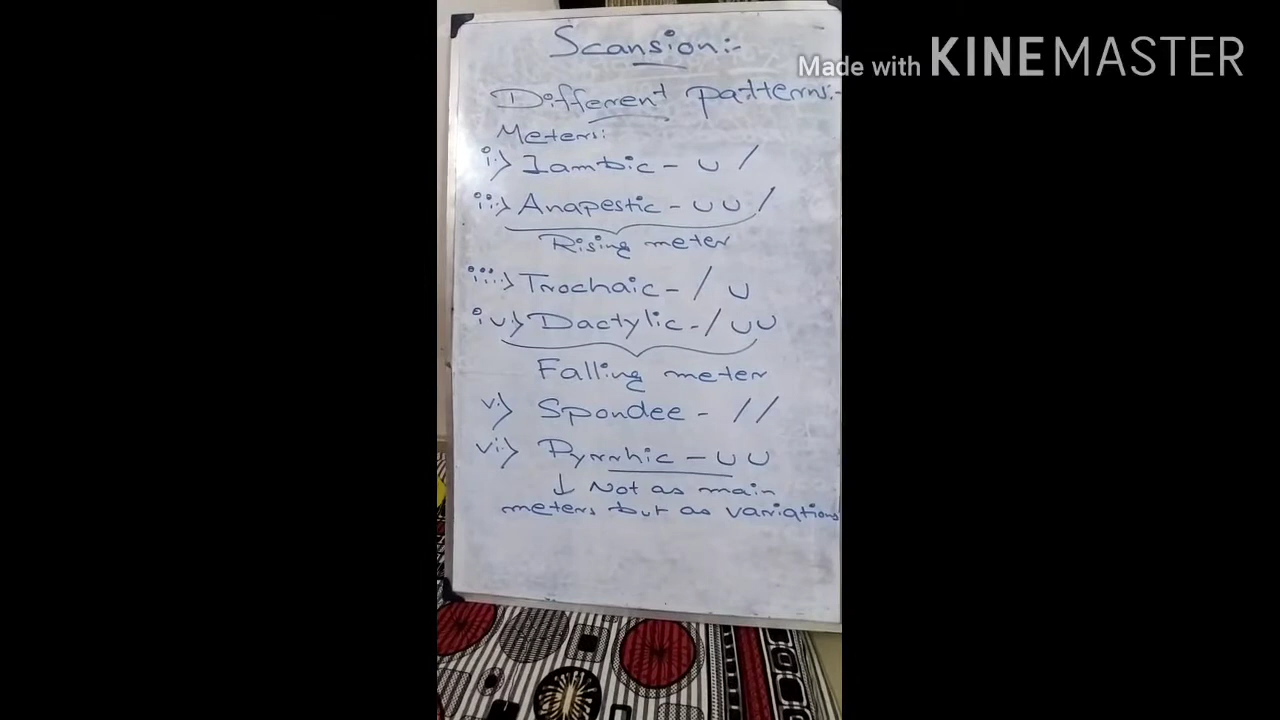 Scansion:-
Made with KINEMASTER
Different patterns:-
Meters:
i.) Iambic - ∪ /
ii.) Anapestic - ∪ ∪ /
Rising meter
iii.) Trochaic - / ∪
iv.) Dactylic - / ∪ ∪
Falling meter
v.) Spondee - / /
vi.) Pyrrhic - ∪ ∪
↓ Not as main
meters but as variations